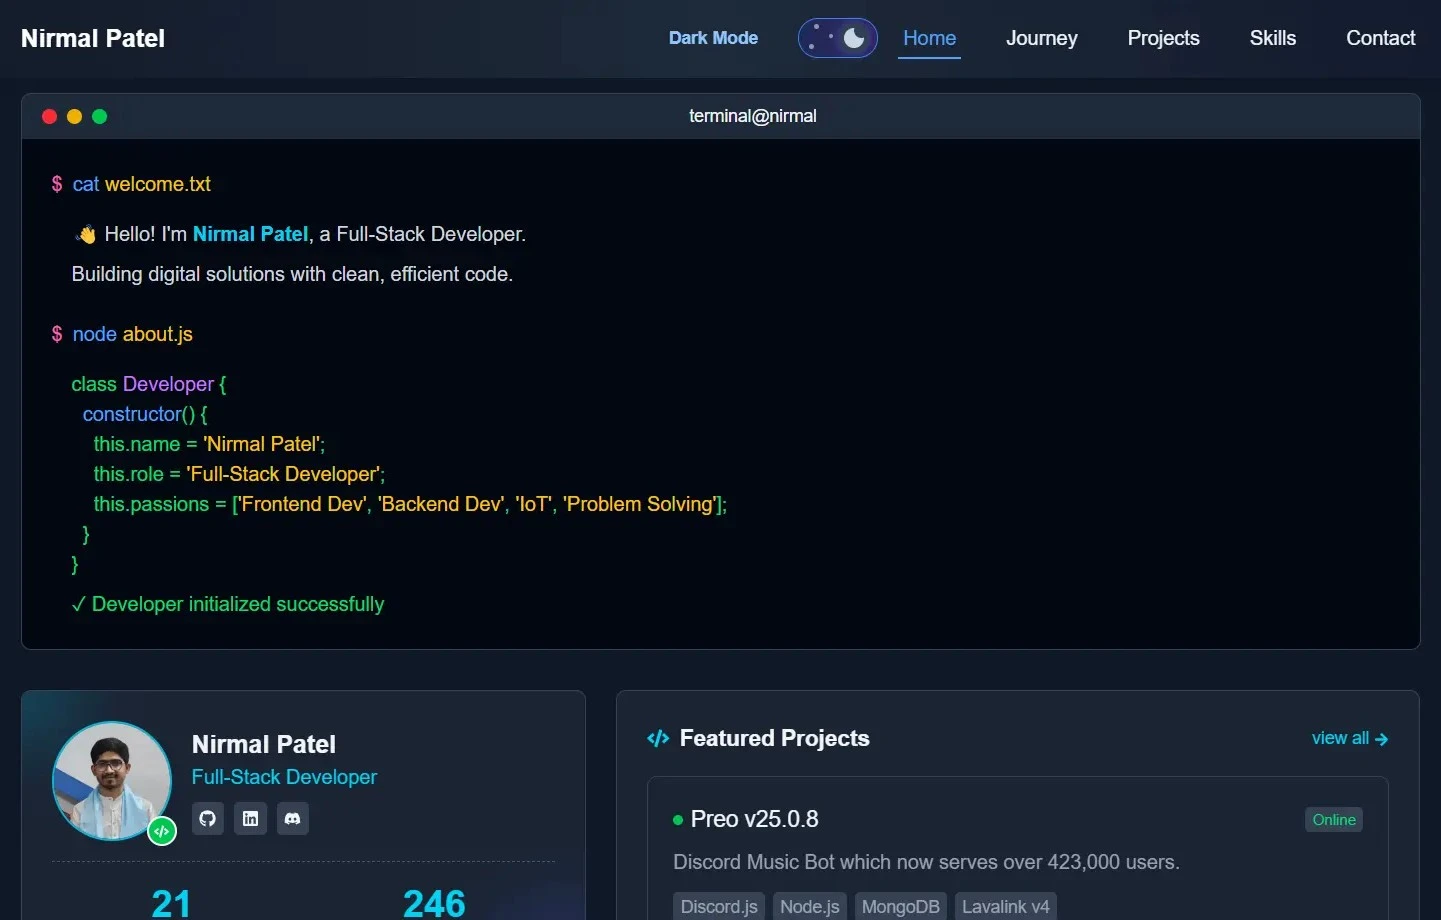 Nirmal Patel
Dark Mode
Home
Journey
Projects
Skills
Contact
terminal@nirmal
$ cat welcome.txt
👋 Hello! I'm Nirmal Patel, a Full-Stack Developer.
Building digital solutions with clean, efficient code.
$ node about.js
class Developer {
constructor() {
this.name = 'Nirmal Patel';
this.role = 'Full-Stack Developer';
this.passions = ['Frontend Dev', 'Backend Dev', 'IoT', 'Problem Solving'];
}
}
✓ Developer initialized successfully
Nirmal Patel
Full-Stack Developer
21
246
</> Featured Projects
view all →
Preo v25.0.8
Online
Discord Music Bot which now serves over 423,000 users.
Discord.js
Node.js
MongoDB
Lavalink v4